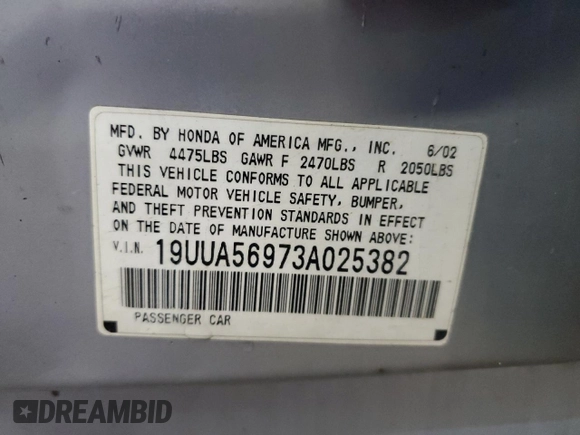 MFD. BY HONDA OF AMERICA MFG., INC. 6/02
GVWR 4475LBS GAWR F 2470LBS R 2050LBS
THIS VEHICLE CONFORMS TO ALL APPLICABLE
FEDERAL MOTOR VEHICLE SAFETY, BUMPER,
AND THEFT PREVENTION STANDARDS IN EFFECT
ON THE DATE OF MANUFACTURE SHOWN ABOVE:
V.I.N. 19UUA56973A025382
PASSENGER CAR
DREAMBID